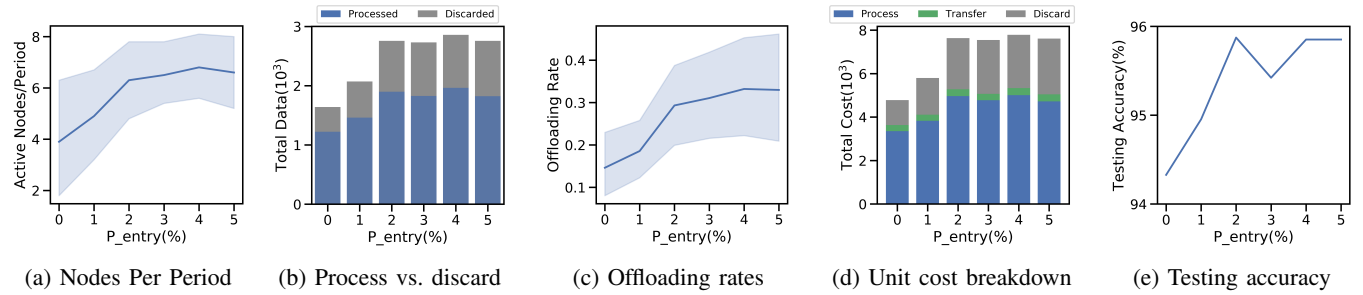 Processed Discarded
Process Transfer Discard
Active Nodes/Period
8
6
4
2
0 1 2 3 4 5
P_entry(%)
Total Data(10^3)
3
2
1
0
0 1 2 3 4 5
P_entry(%)
Offloading Rate
0.4
0.3
0.2
0.1
0 1 2 3 4 5
P_entry(%)
Total Cost(10^3)
8
6
4
2
0
0 1 2 3 4 5
P_entry(%)
Testing Accuracy(%)
96
95
94
0 1 2 3 4 5
P_entry(%)
(a) Nodes Per Period
(b) Process vs. discard
(c) Offloading rates
(d) Unit cost breakdown
(e) Testing accuracy